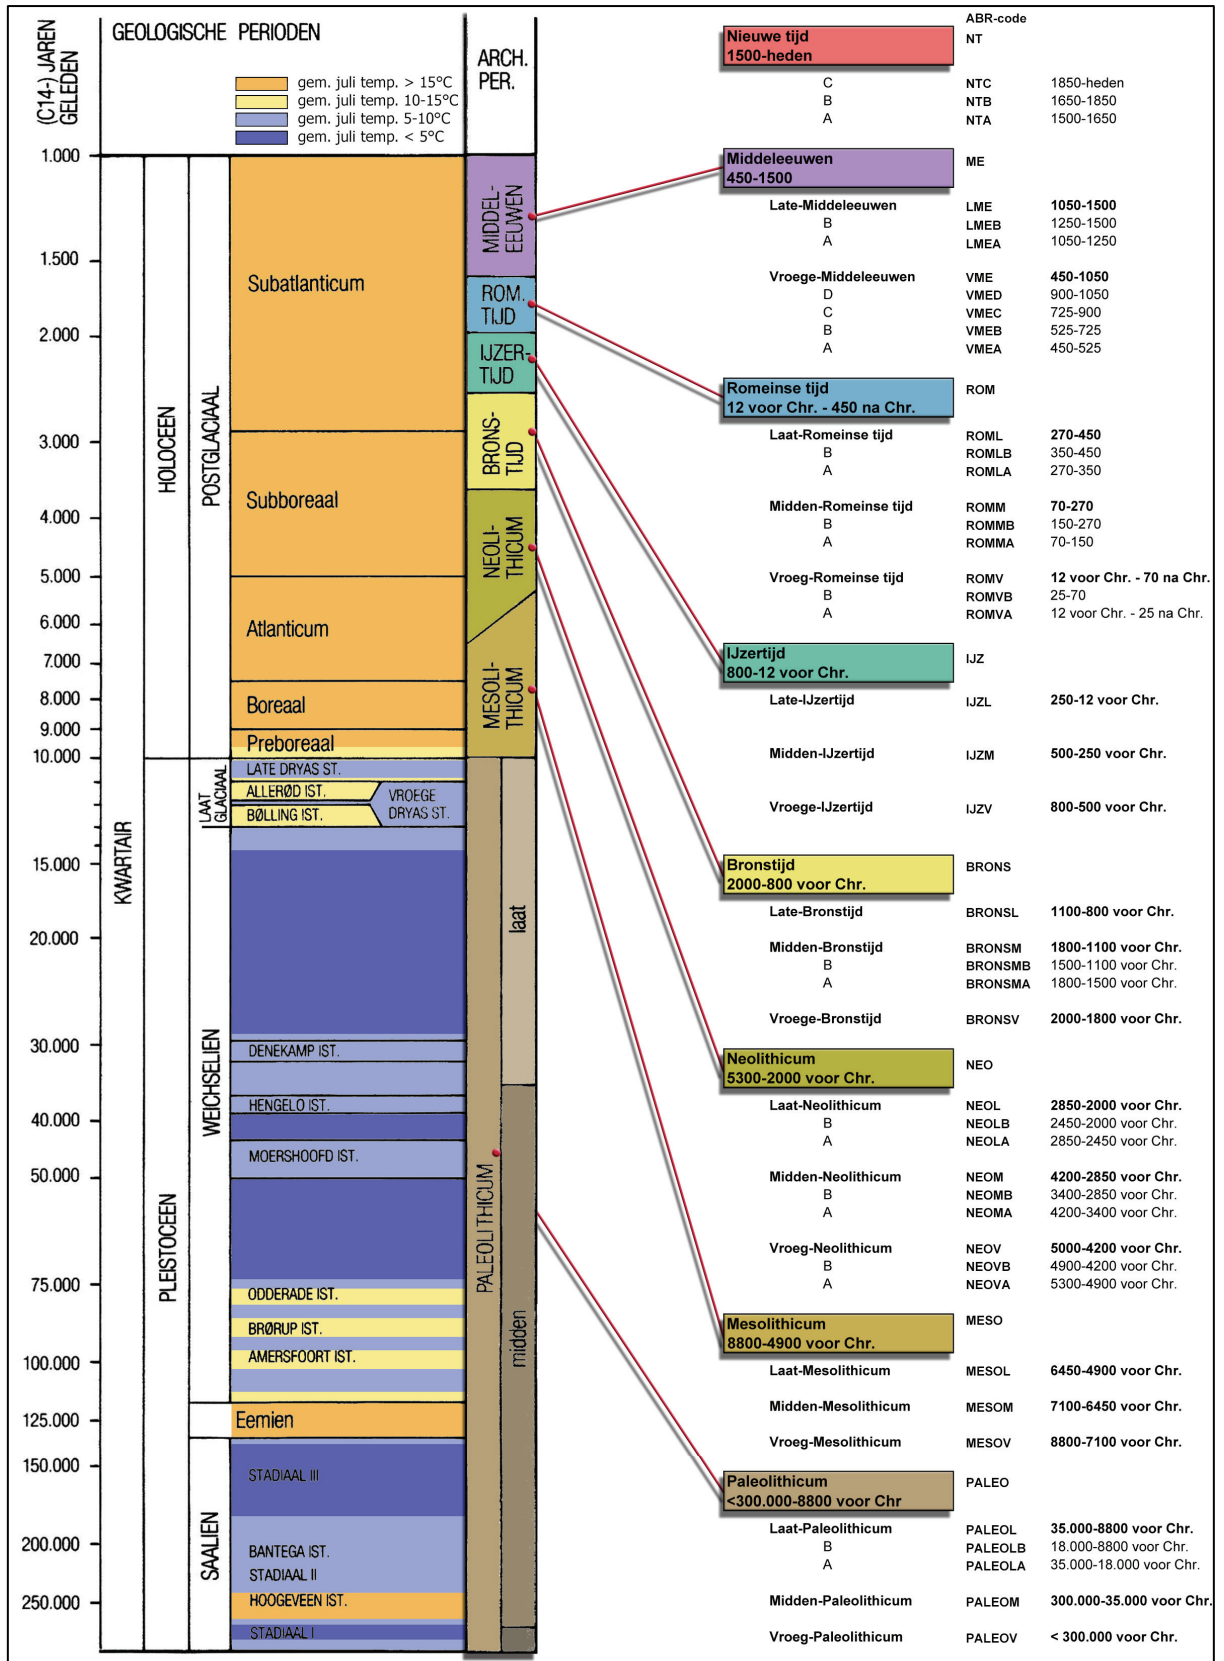 (C14-) JAREN
GELEDEN
GEOLOGISCHE PERIODEN
gem. juli temp. > 15°C
gem. juli temp. 10-15°C
gem. juli temp. 5-10°C
gem. juli temp. < 5°C
ARCH.
PER.
1.000
1.500
2.000
3.000
4.000
5.000
6.000
7.000
8.000
9.000
10.000
15.000
20.000
30.000
40.000
50.000
75.000
100.000
125.000
150.000
200.000
250.000
KWARTAIR
HOLOCEEN
PLEISTOCEEN
POSTGLACIAAL
LAAT
GLACIAAL
WEICHSELIEN
SAALIEN
Subatlanticum
Subboreaal
Atlanticum
Boreaal
Preboreaal
LATE DRYAS ST.
ALLERØD IST.
VROEGE
DRYAS ST.
BØLLING IST.
DENEKAMP IST.
HENGELO IST.
MOERSHOOFD IST.
ODDERADE IST.
BRØRUP IST.
AMERSFOORT IST.
Eemien
STADIAAL III
BANTEGA IST.
STADIAAL II
HOOGEVEEN IST.
STADIAAL I
MIDDEL-
EEUWEN
ROM.
TIJD
IJZER-
TIJD
BRONS-
TIJD
NEOLI-
THICUM
MESOLI-
THICUM
PALEOLITHICUM
laat
midden
ABR-code
Nieuwe tijd NT
1500-heden
C NTC 1850-heden
B NTB 1650-1850
A NTA 1500-1650
Middeleeuwen ME
450-1500
Late-Middeleeuwen LME 1050-1500
B LMEB 1250-1500
A LMEA 1050-1250
Vroege-Middeleeuwen VME 450-1050
D VMED 900-1050
C VMEC 725-900
B VMEB 525-725
A VMEA 450-525
Romeinse tijd ROM
12 voor Chr. - 450 na Chr.
Laat-Romeinse tijd ROML 270-450
B ROMLB 350-450
A ROMLA 270-350
Midden-Romeinse tijd ROMM 70-270
B ROMMB 150-270
A ROMMA 70-150
Vroeg-Romeinse tijd ROMV 12 voor Chr. - 70 na Chr.
B ROMVB 25-70
A ROMVA 12 voor Chr. - 25 na Chr.
IJzertijd IJZ
800-12 voor Chr.
Late-IJzertijd IJZL 250-12 voor Chr.
Midden-IJzertijd IJZM 500-250 voor Chr.
Vroege-IJzertijd IJZV 800-500 voor Chr.
Bronstijd BRONS
2000-800 voor Chr.
Late-Bronstijd BRONSL 1100-800 voor Chr.
Midden-Bronstijd BRONSM 1800-1100 voor Chr.
B BRONSMB 1500-1100 voor Chr.
A BRONSMA 1800-1500 voor Chr.
Vroege-Bronstijd BRONSV 2000-1800 voor Chr.
Neolithicum NEO
5300-2000 voor Chr.
Laat-Neolithicum NEOL 2850-2000 voor Chr.
B NEOLB 2450-2000 voor Chr.
A NEOLA 2850-2450 voor Chr.
Midden-Neolithicum NEOM 4200-2850 voor Chr.
B NEOMB 3400-2850 voor Chr.
A NEOMA 4200-3400 voor Chr.
Vroeg-Neolithicum NEOV 5000-4200 voor Chr.
B NEOVB 4900-4200 voor Chr.
A NEOVA 5300-4900 voor Chr.
Mesolithicum MESO
8800-4900 voor Chr.
Laat-Mesolithicum MESOL 6450-4900 voor Chr.
Midden-Mesolithicum MESOM 7100-6450 voor Chr.
Vroeg-Mesolithicum MESOV 8800-7100 voor Chr.
Paleolithicum PALEO
<300.000-8800 voor Chr
Laat-Paleolithicum PALEOL 35.000-8800 voor Chr.
B PALEOLB 18.000-8800 voor Chr.
A PALEOLA 35.000-18.000 voor Chr.
Midden-Paleolithicum PALEOM 300.000-35.000 voor Chr.
Vroeg-Paleolithicum PALEOV < 300.000 voor Chr.